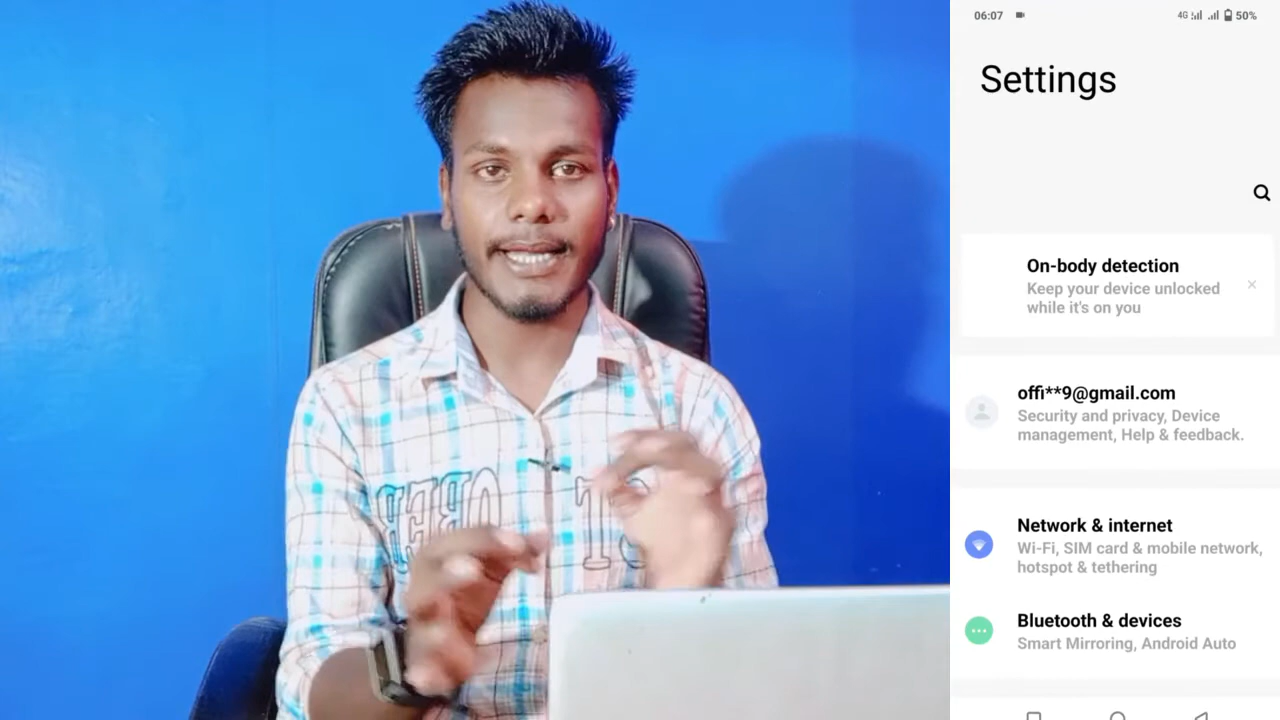 06:07
4G 50%
Settings
On-body detection
Keep your device unlocked
while it's on you
offi**9@gmail.com
Security and privacy, Device
management, Help & feedback.
Network & internet
Wi-Fi, SIM card & mobile network,
hotspot & tethering
Bluetooth & devices
Smart Mirroring, Android Auto